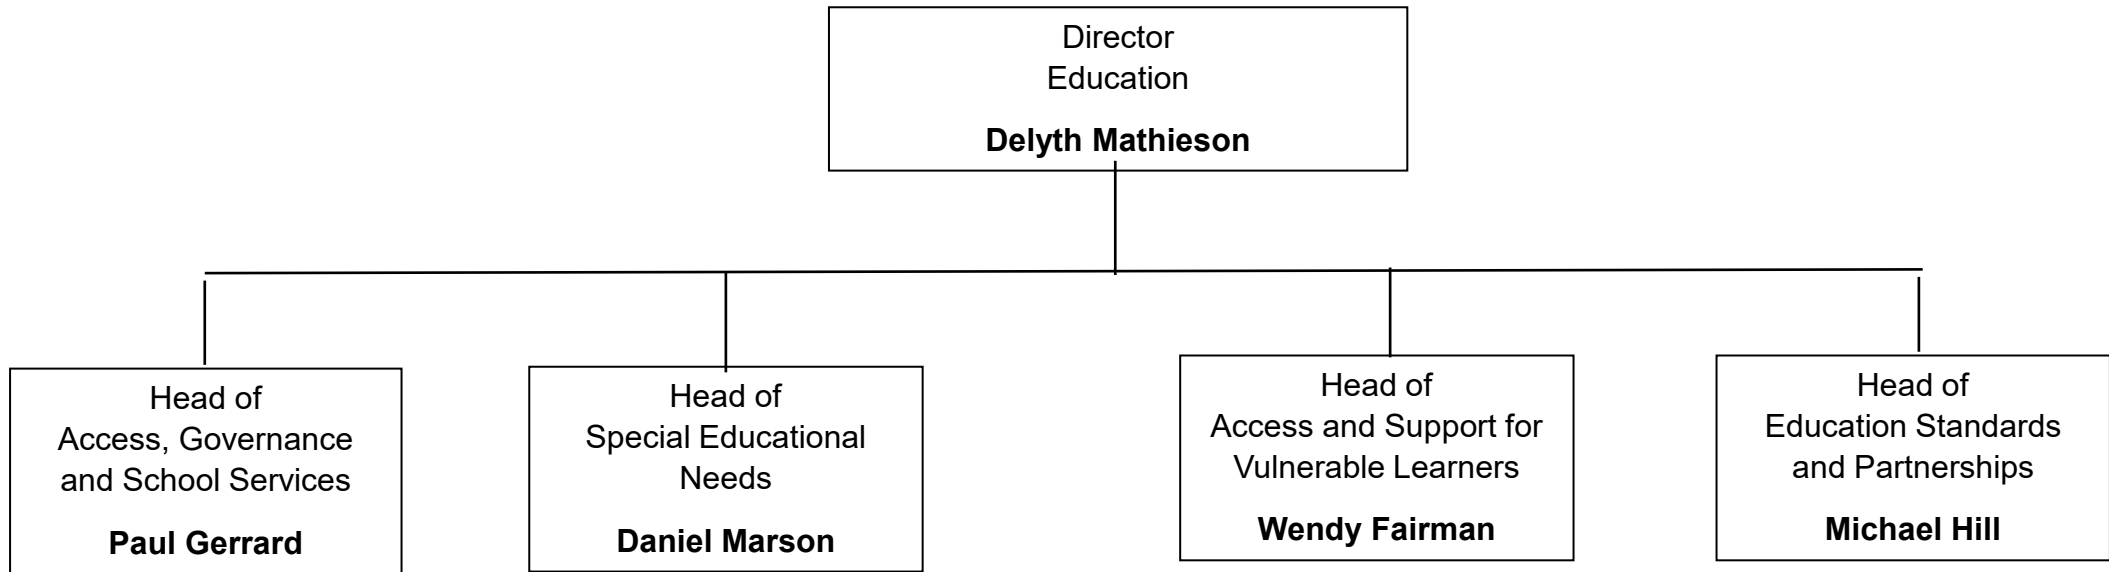 Director
Education
Delyth Mathieson
Head of
Access, Governance
and School Services
Paul Gerrard
Head of
Special Educational
Needs
Daniel Marson
Head of
Access and Support for
Vulnerable Learners
Wendy Fairman
Head of
Education Standards
and Partnerships
Michael Hill